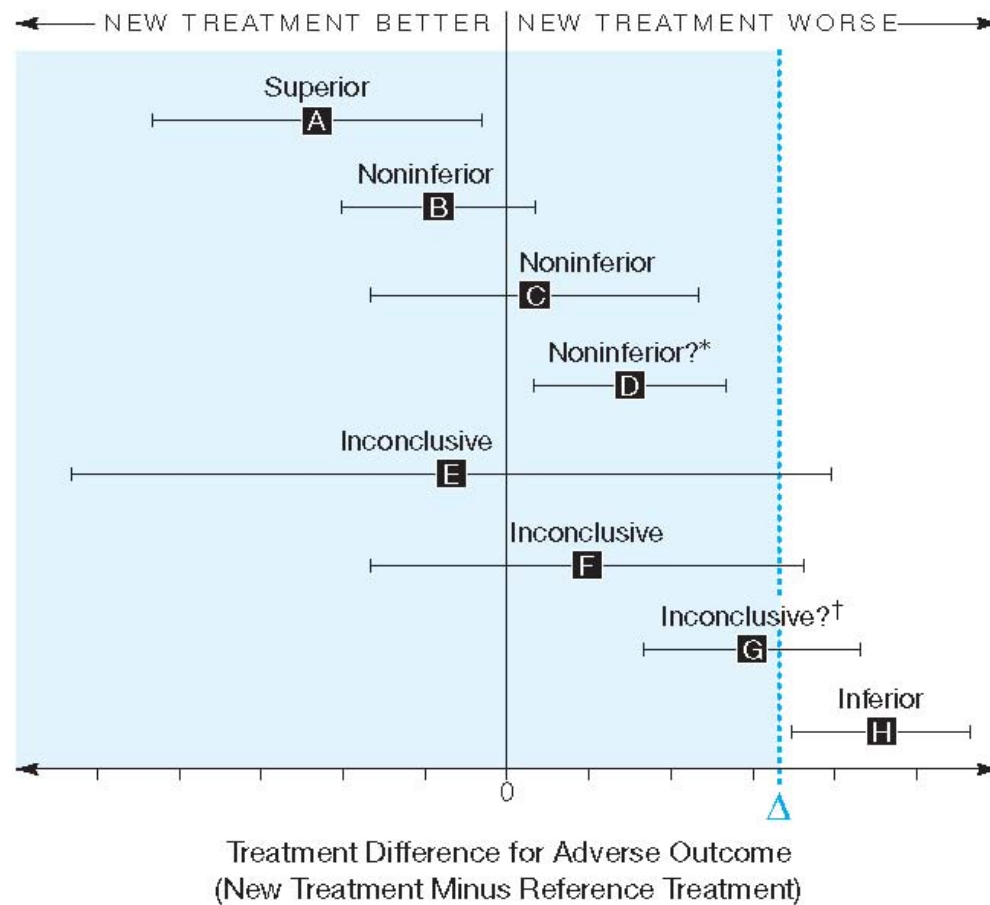 NEW TREATMENT BETTER NEW TREATMENT WORSE
Superior
A
Noninferior
B
Noninferior
C
Noninferior?*
D
Inconclusive
E
Inconclusive
F
Inconclusive?†
G
Inferior
H
0
Δ
Treatment Difference for Adverse Outcome
(New Treatment Minus Reference Treatment)